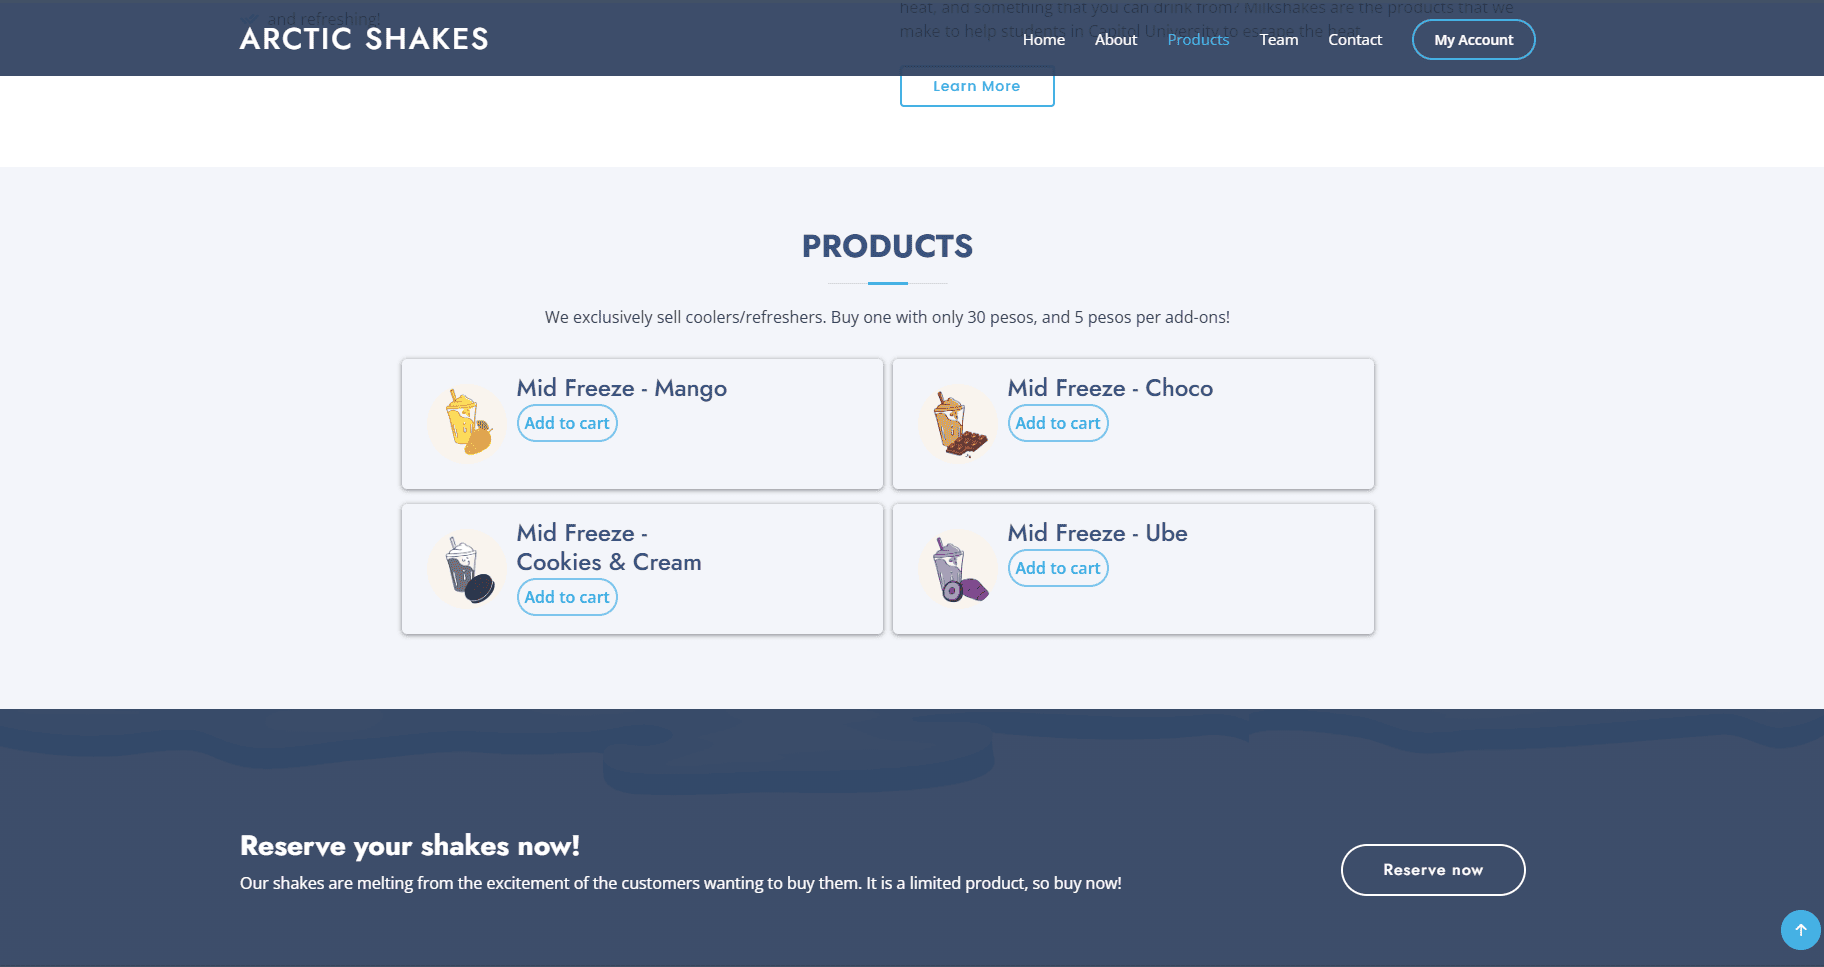 and refreshing!
heat, and something that you can drink from? Milkshakes are the products that we
make to help students in Capitol University to escape the heat.
ARCTIC SHAKES
Home About Products Team Contact My Account
Learn More
PRODUCTS
We exclusively sell coolers/refreshers. Buy one with only 30 pesos, and 5 pesos per add-ons!
Mid Freeze - Mango
Add to cart
Mid Freeze - Choco
Add to cart
Mid Freeze -
Cookies & Cream
Add to cart
Mid Freeze - Ube
Add to cart
Reserve your shakes now!
Our shakes are melting from the excitement of the customers wanting to buy them. It is a limited product, so buy now!
Reserve now